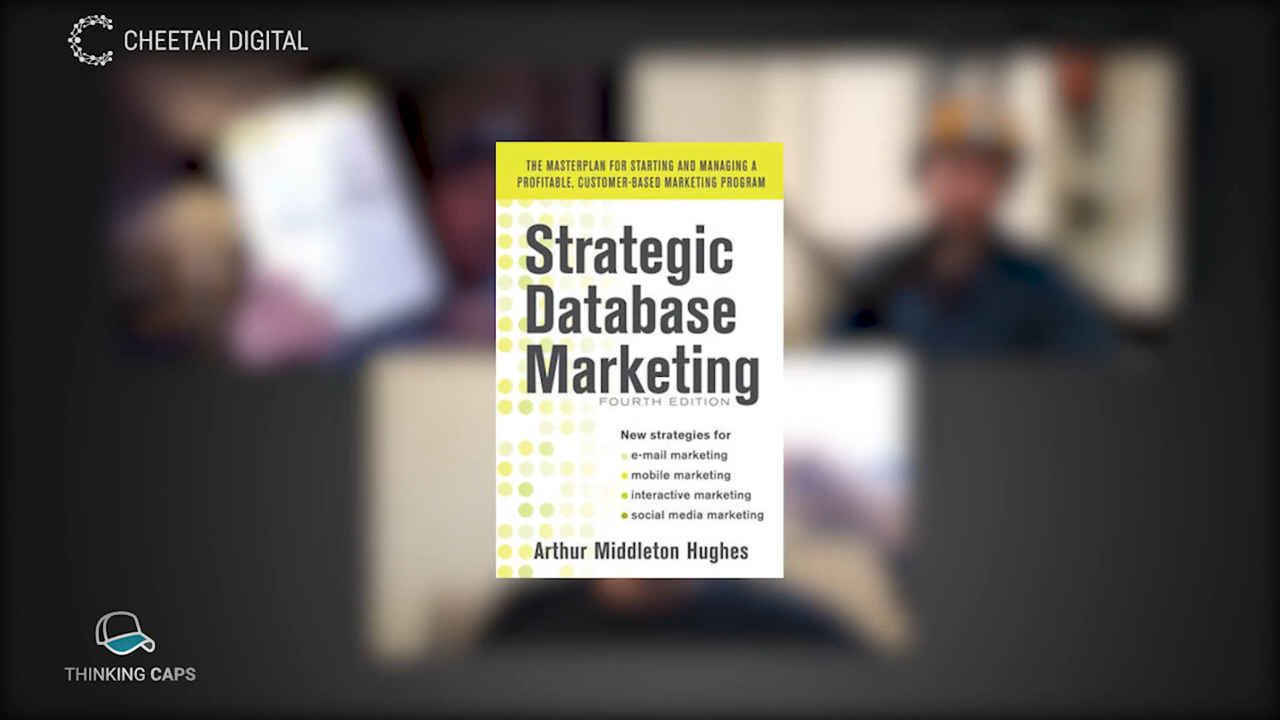 CHEETAH DIGITAL
THE MASTERPLAN FOR STARTING AND MANAGING A
PROFITABLE, CUSTOMER-BASED MARKETING PROGRAM
Strategic
Database
Marketing
FOURTH EDITION
New strategies for
e-mail marketing
mobile marketing
interactive marketing
social media marketing
Arthur Middleton Hughes
THINKING CAPS